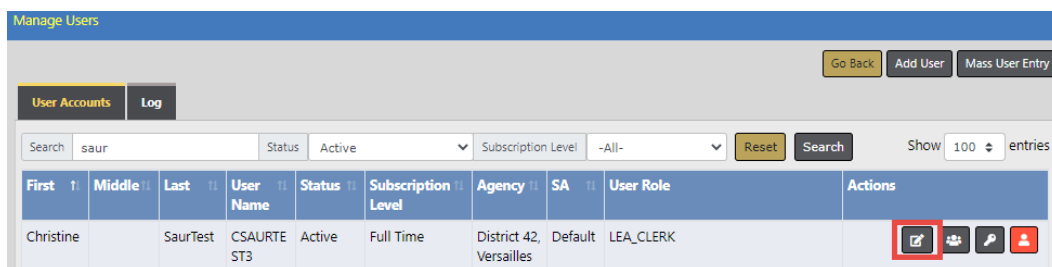 Manage Users
Go Back Add User Mass User Entry
User Accounts Log
Search saur Status Active Subscription Level -All- Reset Search Show 100 entries
First Middle Last User Name Status Subscription Level Agency SA User Role Actions
Christine SaurTest CSAURTE Active Full Time District 42, Default LEA_CLERK
ST3 Versailles